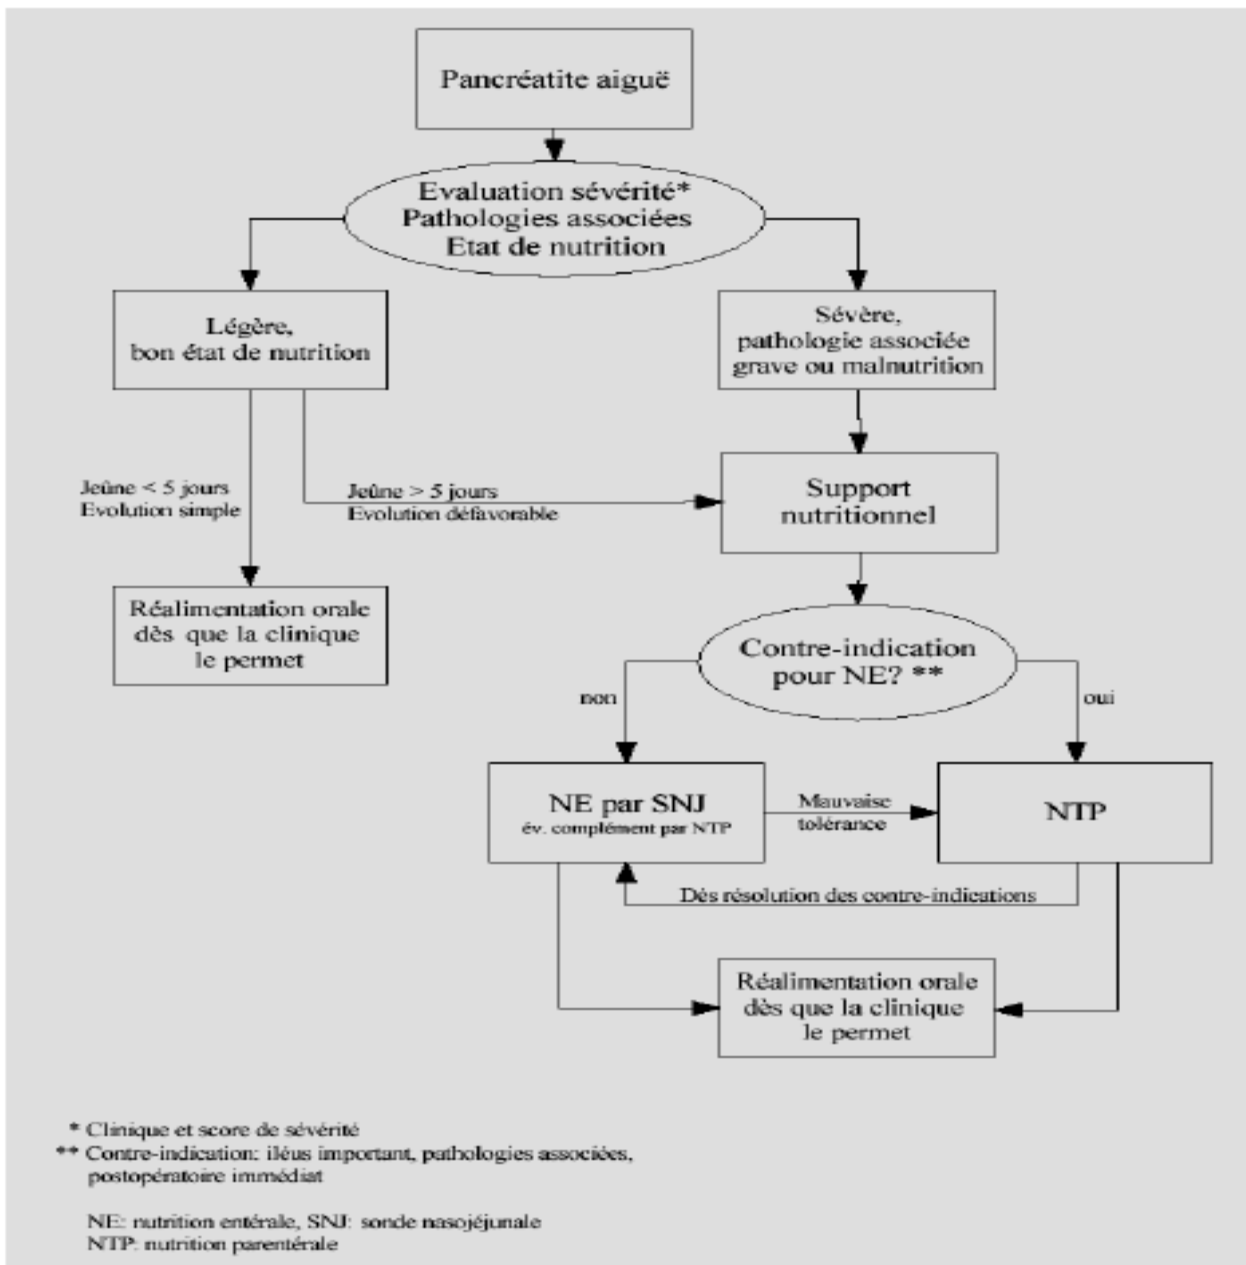 Pancréatite aiguë
Evaluation sévérité*
Pathologies associées
Etat de nutrition
Légère,
bon état de nutrition
Sévère,
pathologie associée
grave ou malnutrition
Jeûne < 5 jours
Evolution simple
Jeûne > 5 jours
Evolution défavorable
Support
nutritionnel
Réalimentation orale
dès que la clinique
le permet
Contre-indication
pour NE? **
non
oui
NE par SNJ
év. complément par NTP
Mauvaise
tolérance
NTP
Dès résolution des contre-indications
Réalimentation orale
dès que la clinique
le permet
* Clinique et score de sévérité
** Contre-indication: iléus important, pathologies associées,
postopératoire immédiat
NE: nutrition entérale, SNJ: sonde nasojéjunale
NTP: nutrition parentérale